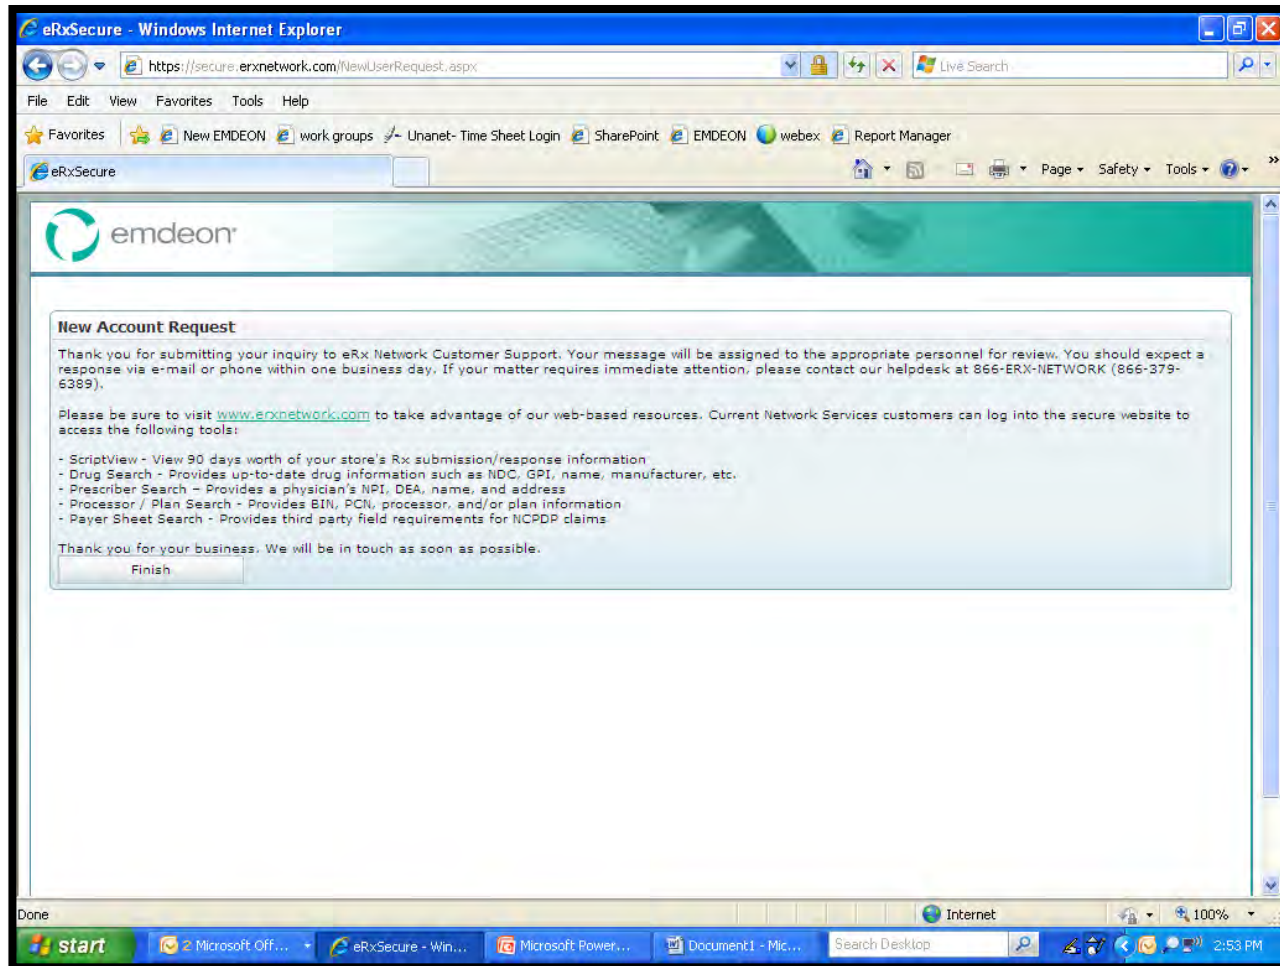 eRxSecure - Windows Internet Explorer
https://secure.erxnetwork.com/NewUserRequest.aspx
Live Search
File Edit View Favorites Tools Help
Favorites New EMDEON work groups Unanet- Time Sheet Login SharePoint EMDEON webex Report Manager
eRxSecure Page Safety Tools »
emdeon
New Account Request
Thank you for submitting your inquiry to eRx Network Customer Support. Your message will be assigned to the appropriate personnel for review. You should expect a
response via e-mail or phone within one business day. If your matter requires immediate attention, please contact our helpdesk at 866-ERX-NETWORK (866-379-
6389).
Please be sure to visit www.erxnetwork.com to take advantage of our web-based resources. Current Network Services customers can log into the secure website to
access the following tools:
- ScriptView - View 90 days worth of your store's Rx submission/response information
- Drug Search - Provides up-to-date drug information such as NDC, GPI, name, manufacturer, etc.
- Prescriber Search – Provides a physician's NPI, DEA, name, and address
- Processor / Plan Search - Provides BIN, PCN, processor, and/or plan information
- Payer Sheet Search - Provides third party field requirements for NCPDP claims
Thank you for your business. We will be in touch as soon as possible.
Finish
Done Internet 100%
start 2 Microsoft Off... eRxSecure - Win... Microsoft Power... Document1 - Mic... Search Desktop 2:53 PM